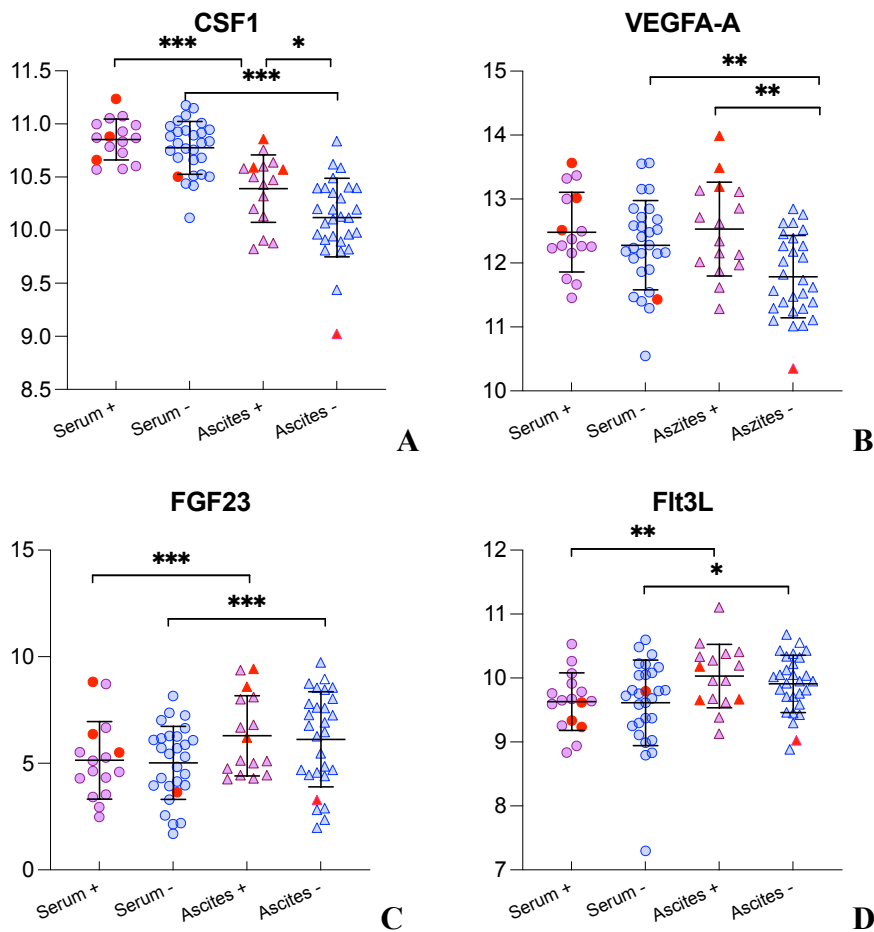 CSF1
*** *
***
11.5
11.0
10.5
10.0
9.5
9.0
8.5
Serum + Serum - Ascites + Ascites -
A
VEGFA-A
**
**
15
14
13
12
11
10
Serum + Serum - Aszites + Aszites -
B
FGF23
***
***
15
10
5
0
Serum + Serum - Ascites + Ascites -
C
Flt3L
**
*
12
11
10
9
8
7
Serum + Serum - Ascites + Ascites -
D